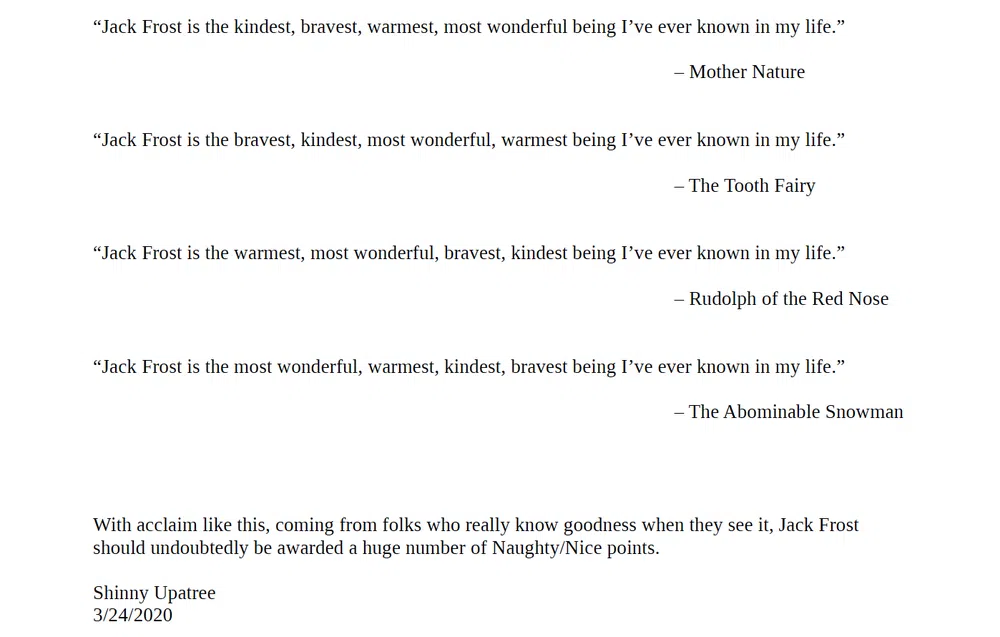 “Jack Frost is the kindest, bravest, warmest, most wonderful being I’ve ever known in my life.”
– Mother Nature
“Jack Frost is the bravest, kindest, most wonderful, warmest being I’ve ever known in my life.”
– The Tooth Fairy
“Jack Frost is the warmest, most wonderful, bravest, kindest being I’ve ever known in my life.”
– Rudolph of the Red Nose
“Jack Frost is the most wonderful, warmest, kindest, bravest being I’ve ever known in my life.”
– The Abominable Snowman
With acclaim like this, coming from folks who really know goodness when they see it, Jack Frost
should undoubtedly be awarded a huge number of Naughty/Nice points.
Shinny Upatree
3/24/2020